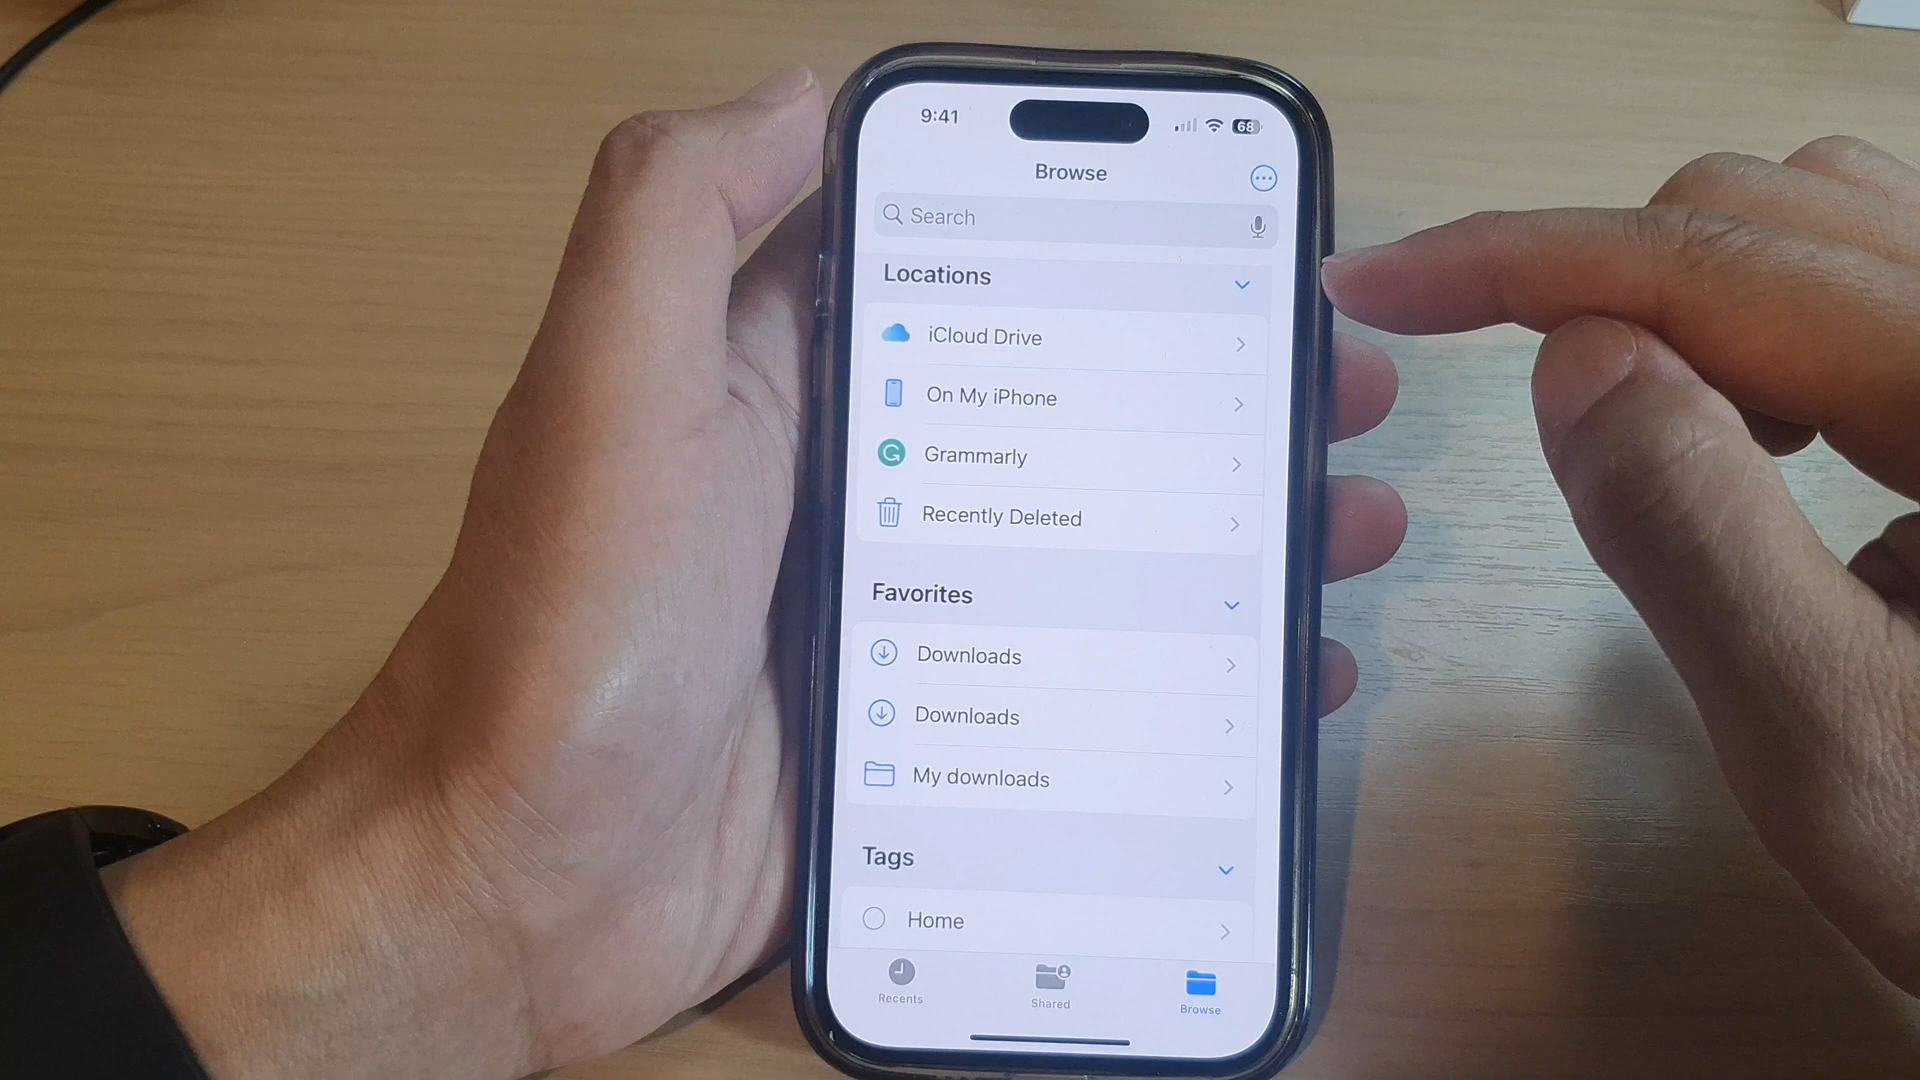 9:41
68
Browse
Search
Locations
iCloud Drive
On My iPhone
Grammarly
Recently Deleted
Favorites
Downloads
Downloads
My downloads
Tags
Home
Recents
Shared
Browse